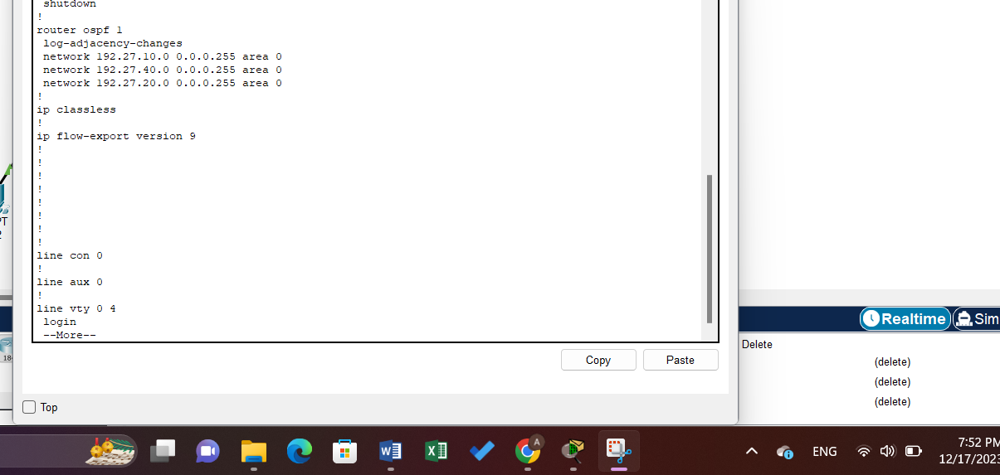 shutdown
!
router ospf 1
log-adjacency-changes
network 192.27.10.0 0.0.0.255 area 0
network 192.27.40.0 0.0.0.255 area 0
network 192.27.20.0 0.0.0.255 area 0
!
ip classless
!
ip flow-export version 9
!
!
!
!
!
!
!
!
line con 0
!
line aux 0
!
line vty 0 4
login
--More--
Copy
Paste
Top
Realtime
Sim
Delete
(delete)
(delete)
(delete)
ENG
7:52 PM
12/17/2023